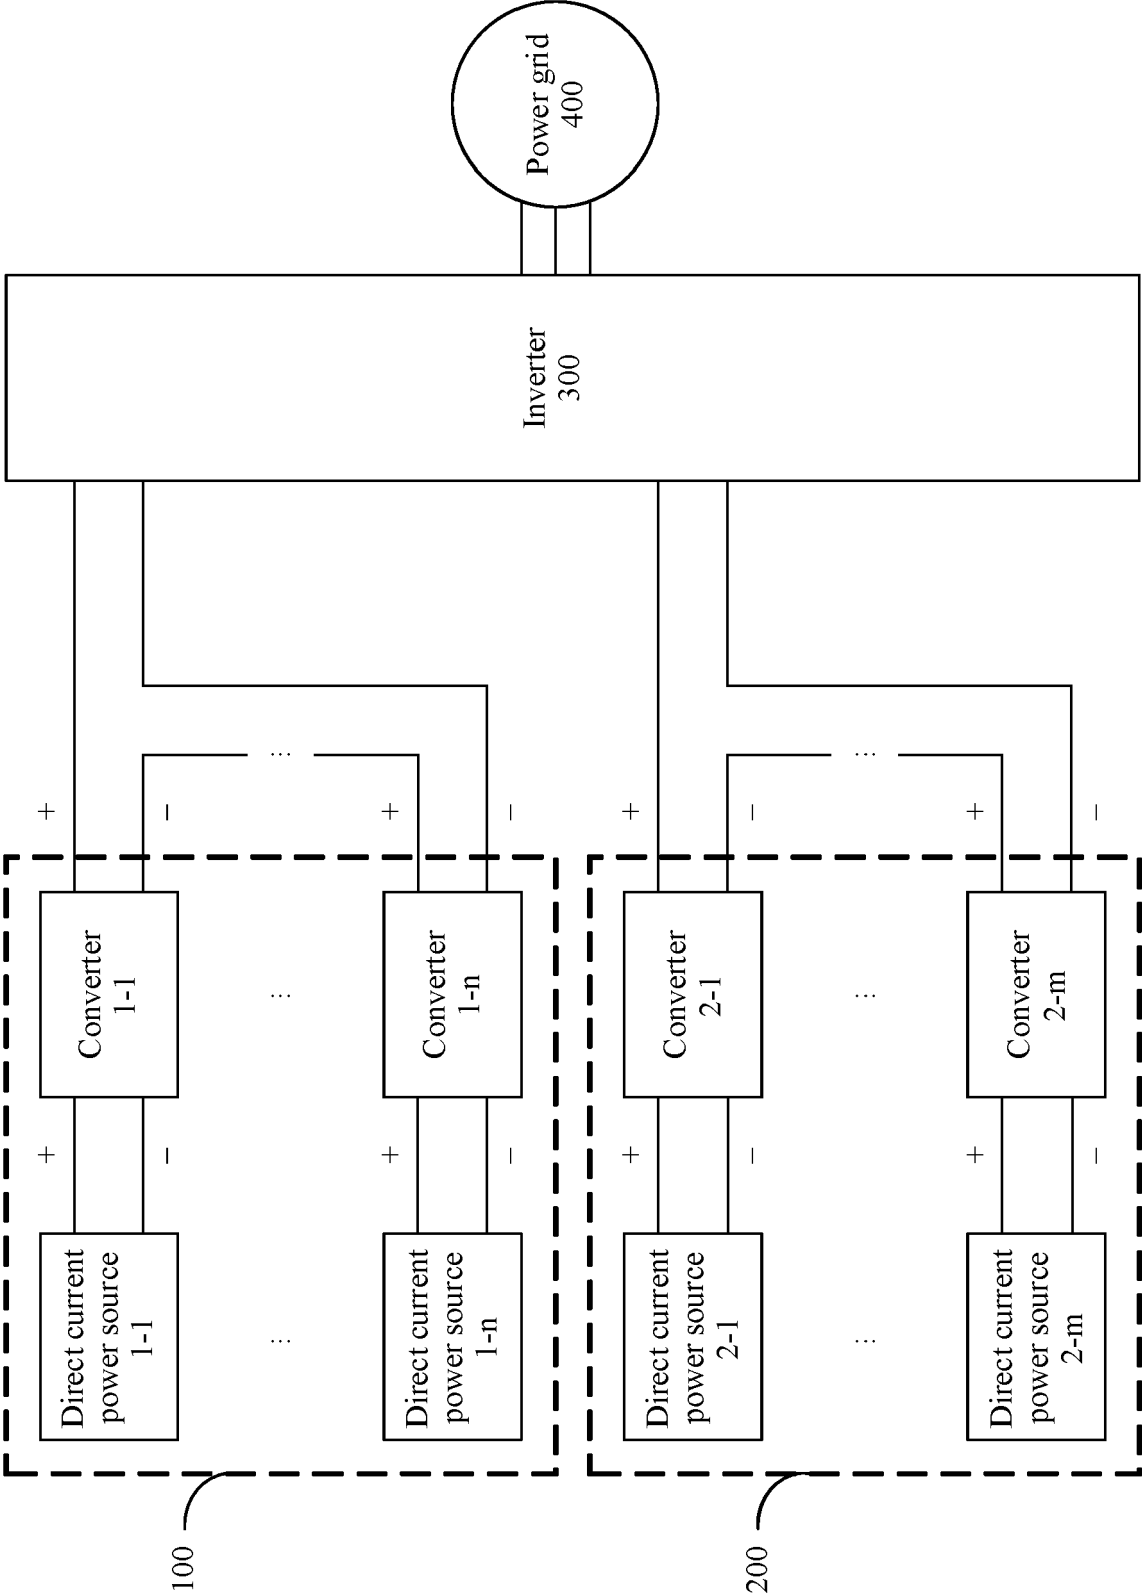 100
Direct current
power source
1-1
+
−
Converter
1-1
+
−
...
...
...
Direct current
power source
1-n
+
−
Converter
1-n
+
−
200
Direct current
power source
2-1
+
−
Converter
2-1
+
−
...
...
...
Direct current
power source
2-m
+
−
Converter
2-m
+
−
Inverter
300
Power grid
400